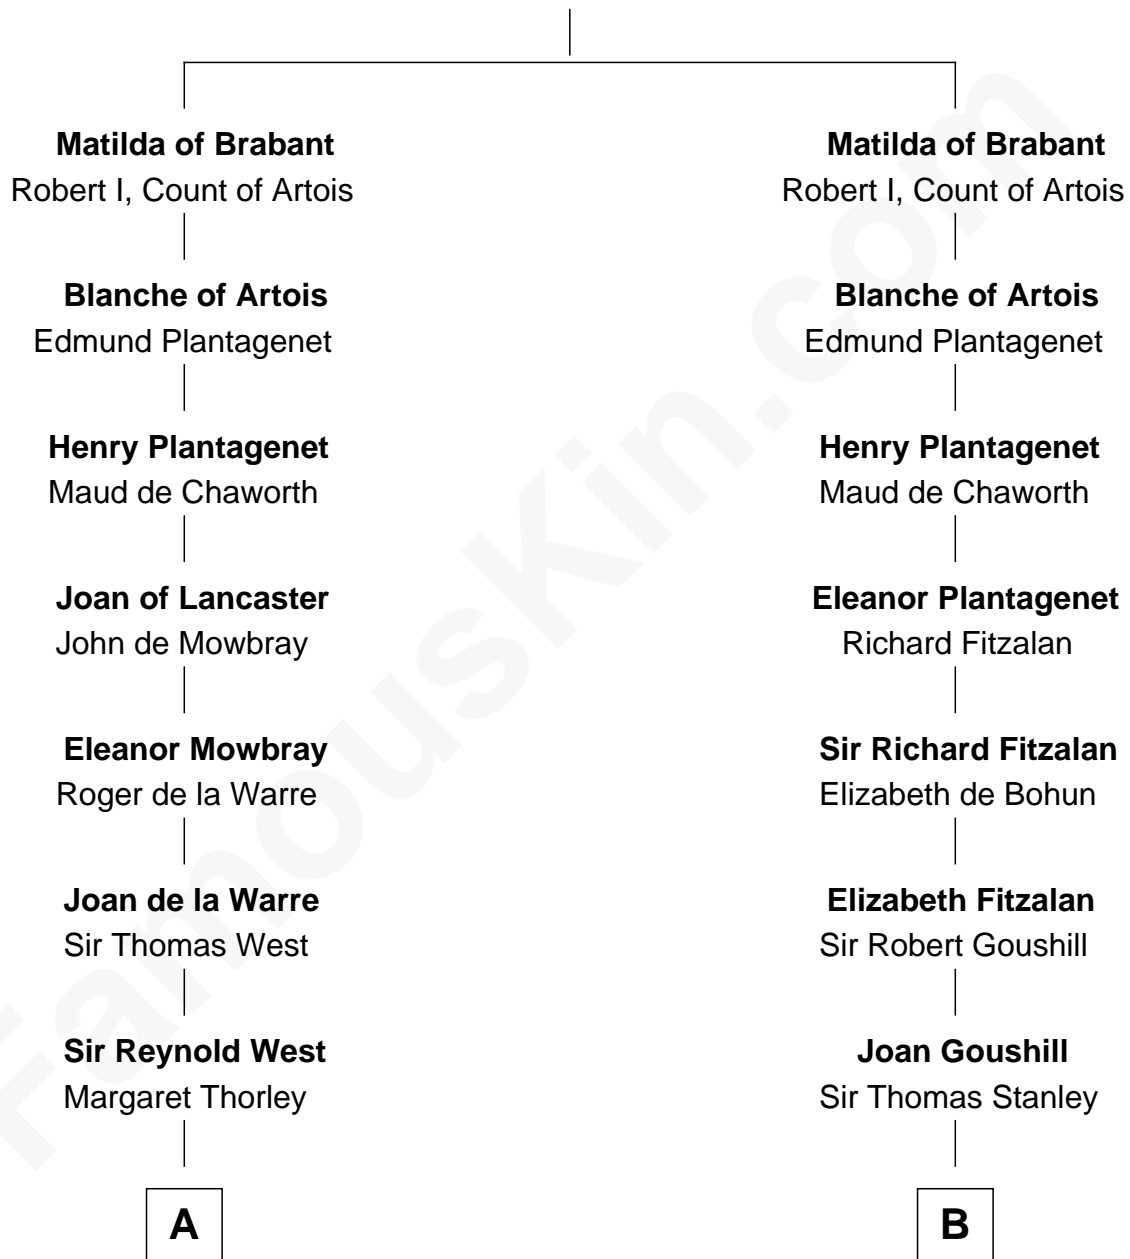 Matilda of Brabant
Robert I, Count of Artois
Blanche of Artois
Edmund Plantagenet
Henry Plantagenet
Maud de Chaworth
Joan of Lancaster
John de Mowbray
Eleanor Mowbray
Roger de la Warre
Joan de la Warre
Sir Thomas West
Sir Reynold West
Margaret Thorley
A
Matilda of Brabant
Robert I, Count of Artois
Blanche of Artois
Edmund Plantagenet
Henry Plantagenet
Maud de Chaworth
Eleanor Plantagenet
Richard Fitzalan
Sir Richard Fitzalan
Elizabeth de Bohun
Elizabeth Fitzalan
Sir Robert Goushill
Joan Goushill
Sir Thomas Stanley
B
FamousKin.com